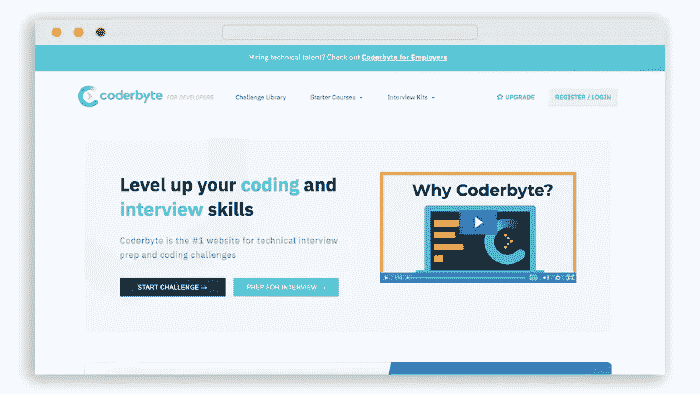 Hiring technical talent? Check out Coderbyte for Employers
coderbyte FOR DEVELOPERS Challenge Library Starter Courses Interview Kits UPGRADE REGISTER / LOGIN
Level up your coding and
interview skills
Why Coderbyte?
Coderbyte is the #1 website for technical interview
prep and coding challenges
START CHALLENGE → PREP FOR INTERVIEW →